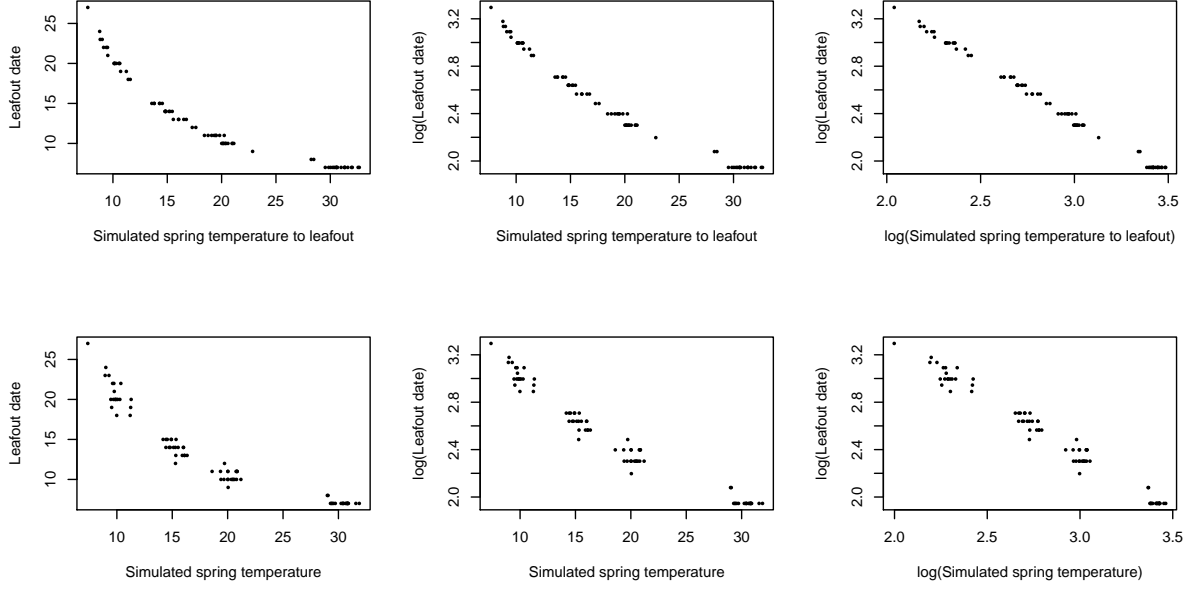 25
20
15
10
Leafout date
10 15 20 25 30
Simulated spring temperature to leafout
3.2
2.8
2.4
2.0
log(Leafout date)
10 15 20 25 30
Simulated spring temperature to leafout
3.2
2.8
2.4
2.0
log(Leafout date)
2.0 2.5 3.0 3.5
log(Simulated spring temperature to leafout)
25
20
15
10
Leafout date
10 15 20 25 30
Simulated spring temperature
3.2
2.8
2.4
2.0
log(Leafout date)
10 15 20 25 30
Simulated spring temperature
3.2
2.8
2.4
2.0
log(Leafout date)
2.0 2.5 3.0 3.5
log(Simulated spring temperature)